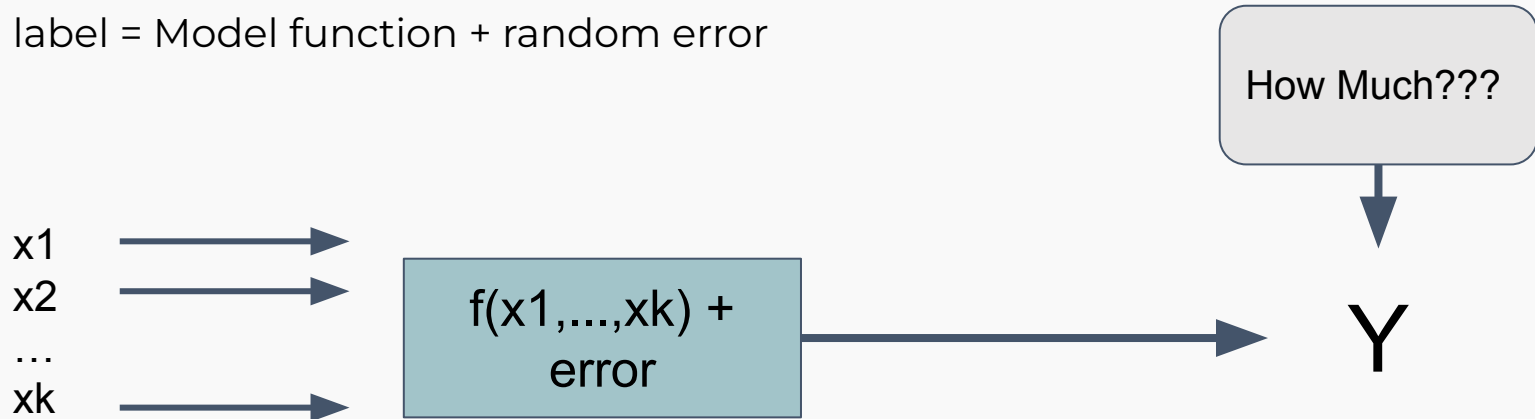 label = Model function + random error
How Much???
x1
x2
...
xk
f(x1,...,xk) +
error
Y